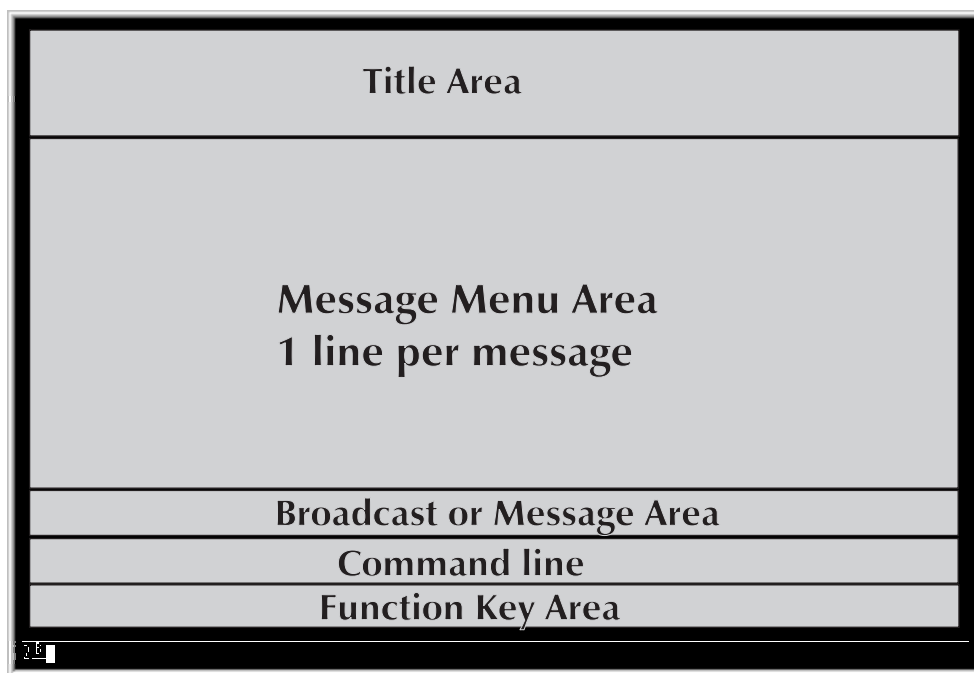 Title Area
Message Menu Area
1 line per message
Broadcast or Message Area
Command line
Function Key Area